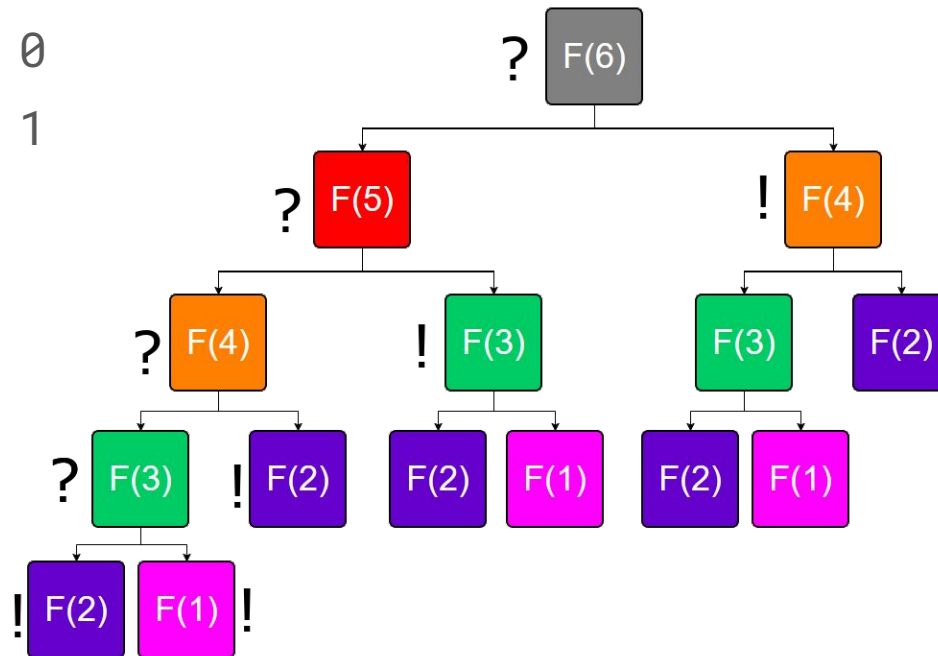 0
? F(6)
1
? F(5)
! F(4)
? F(4)
! F(3)
F(3)
F(2)
? F(3)
! F(2)
F(2)
F(1)
F(2)
F(1)
! F(2)
F(1) !